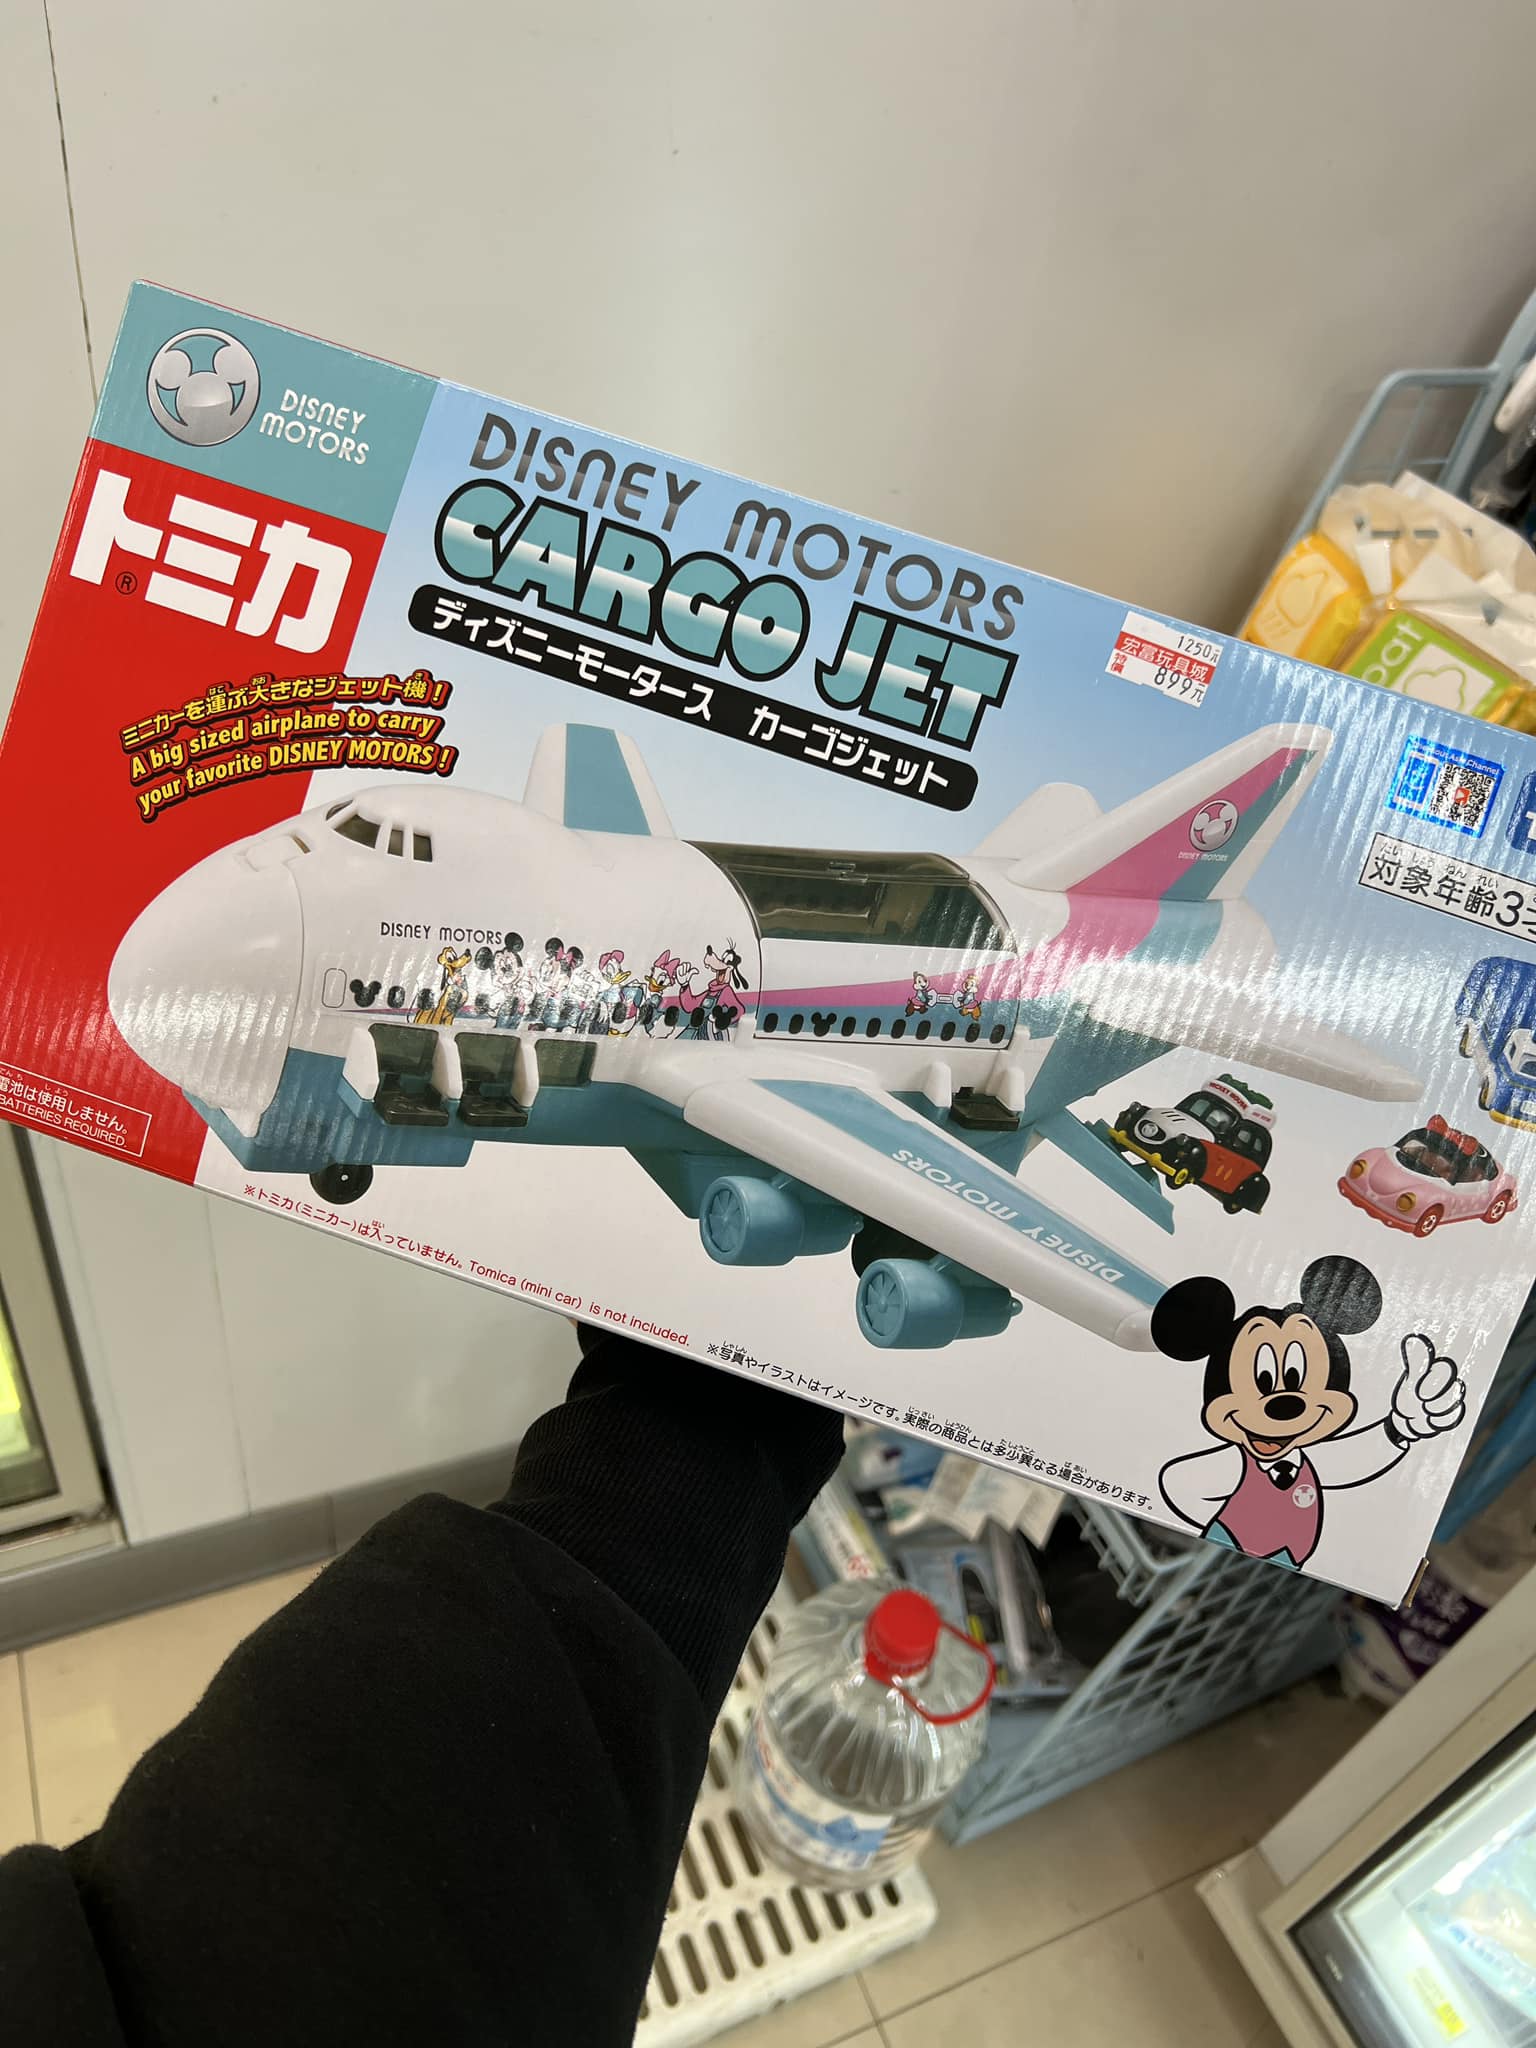 DISNEY
MOTORS
トミカ
®
ミニカーを運ぶ大きなジェット機！
A big sized airplane to carry
your favorite DISNEY MOTORS！
DISNEY MOTORS
CARGO JET
ディズニーモータース カーゴジェット
1250元
宏富玩具城
特價
899元
対象年齢3
DISNEY MOTORS
DISNEY MOTORS
DISNEY MOTORS
MICKEY MOUSE
電池は使用しません。
BATTERIES REQUIRED.
※トミカ(ミニカー)は入っていません。Tomica (mini car) is not included.
※写真やイラストはイメージです。実際の商品とは多少異なる場合があります。